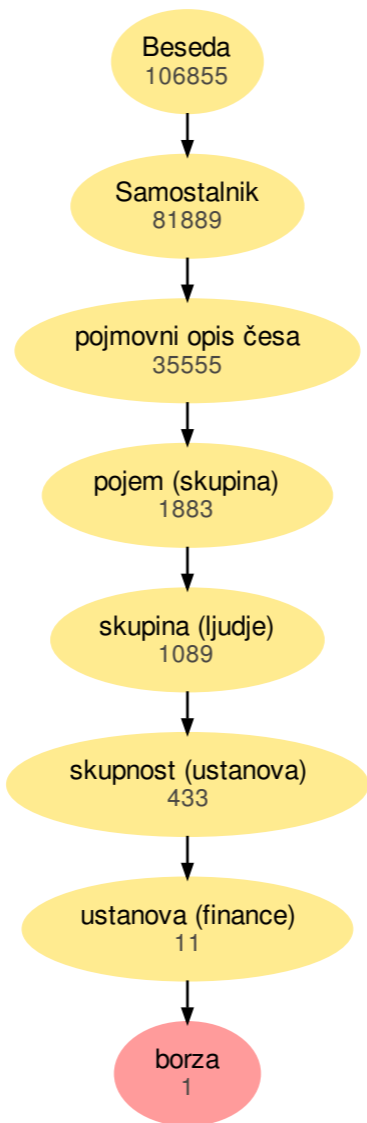 Beseda
106855
Samostalnik
81889
pojmovni opis česa
35555
pojem (skupina)
1883
skupina (ljudje)
1089
skupnost (ustanova)
433
ustanova (finance)
11
borza
1